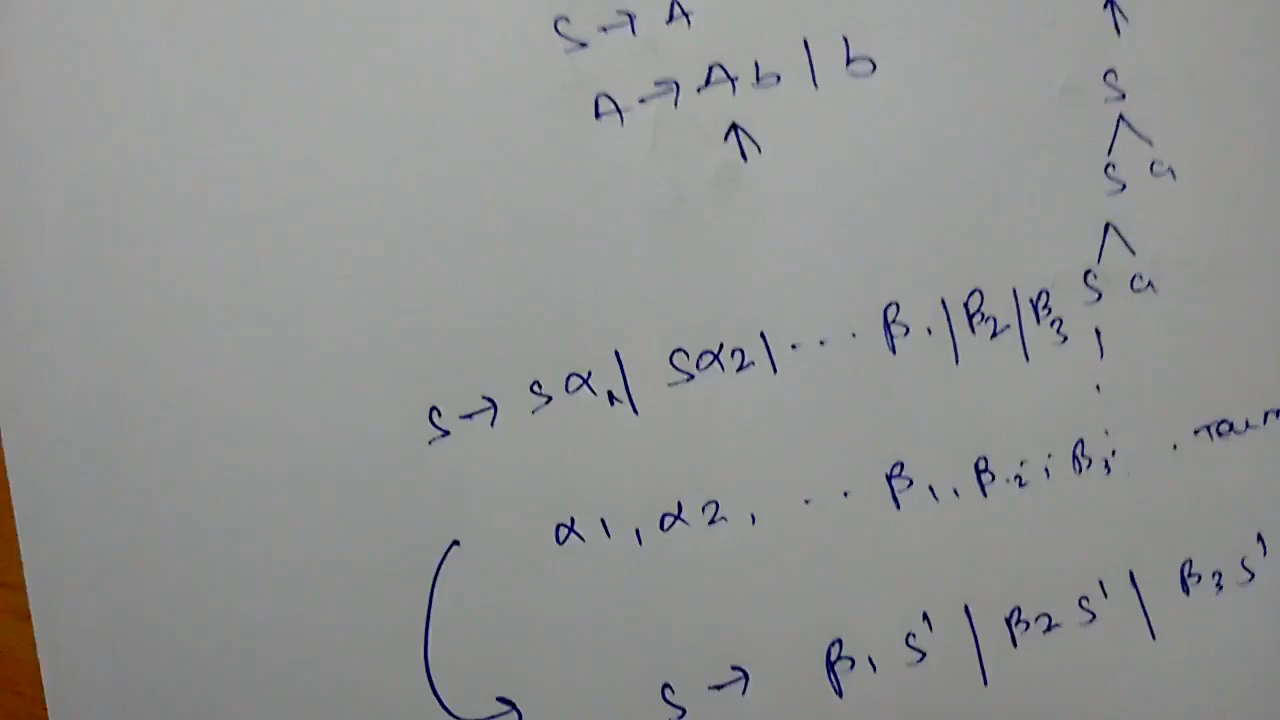 S → A
A → Ab | b
↑
↑
S
S a
S a
S → Sα1 | Sα2 | ... β1 | β2 | β3
α1, α2, ... β1, β2, β3
S → β1 S' | β2 S' | β3 S'